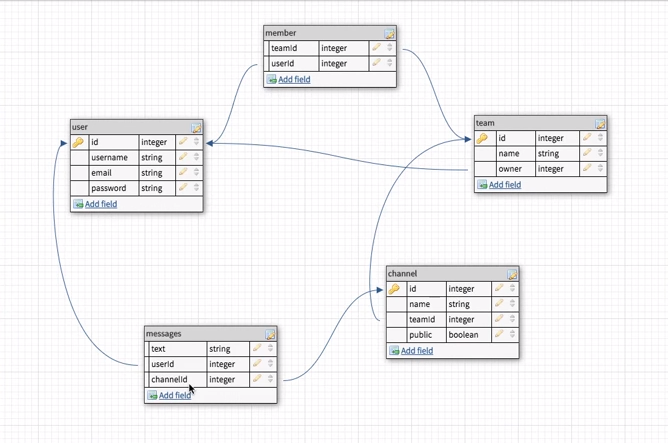 member
teamId integer
userId integer
Add field
user
id integer
username string
email string
password string
Add field
team
id integer
name string
owner integer
Add field
channel
id integer
name string
teamid integer
public boolean
Add field
messages
text string
userId integer
channelId integer
Add field